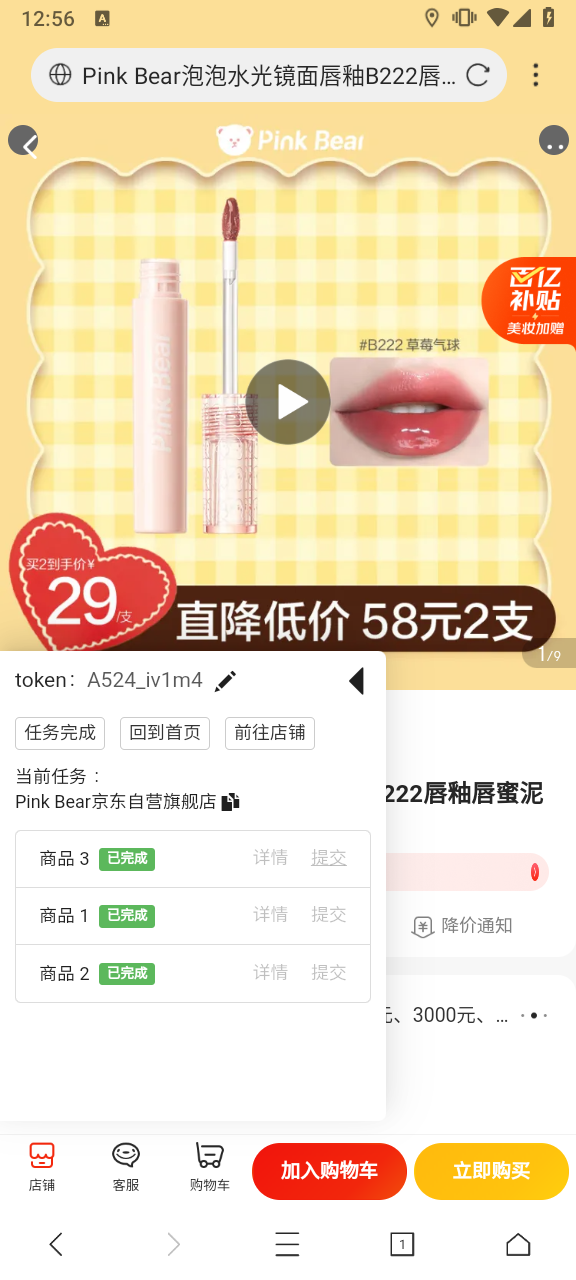 12:56
Pink Bear泡泡水光镜面唇釉B222唇...
Pink Bear
百亿
补贴
美妆加赠
#B222 草莓气球
Pink Bear
买2到手价¥
29/支
直降低价 58元2支
1/9
token: A524_iv1m4
任务完成 回到首页 前往店铺
当前任务：
Pink Bear京东自营旗舰店
222唇釉唇蜜泥
商品 3 已完成 详情 提交
商品 1 已完成 详情 提交
降价通知
商品 2 已完成 详情 提交
元、3000元、...
店铺 客服 购物车 加入购物车 立即购买
1